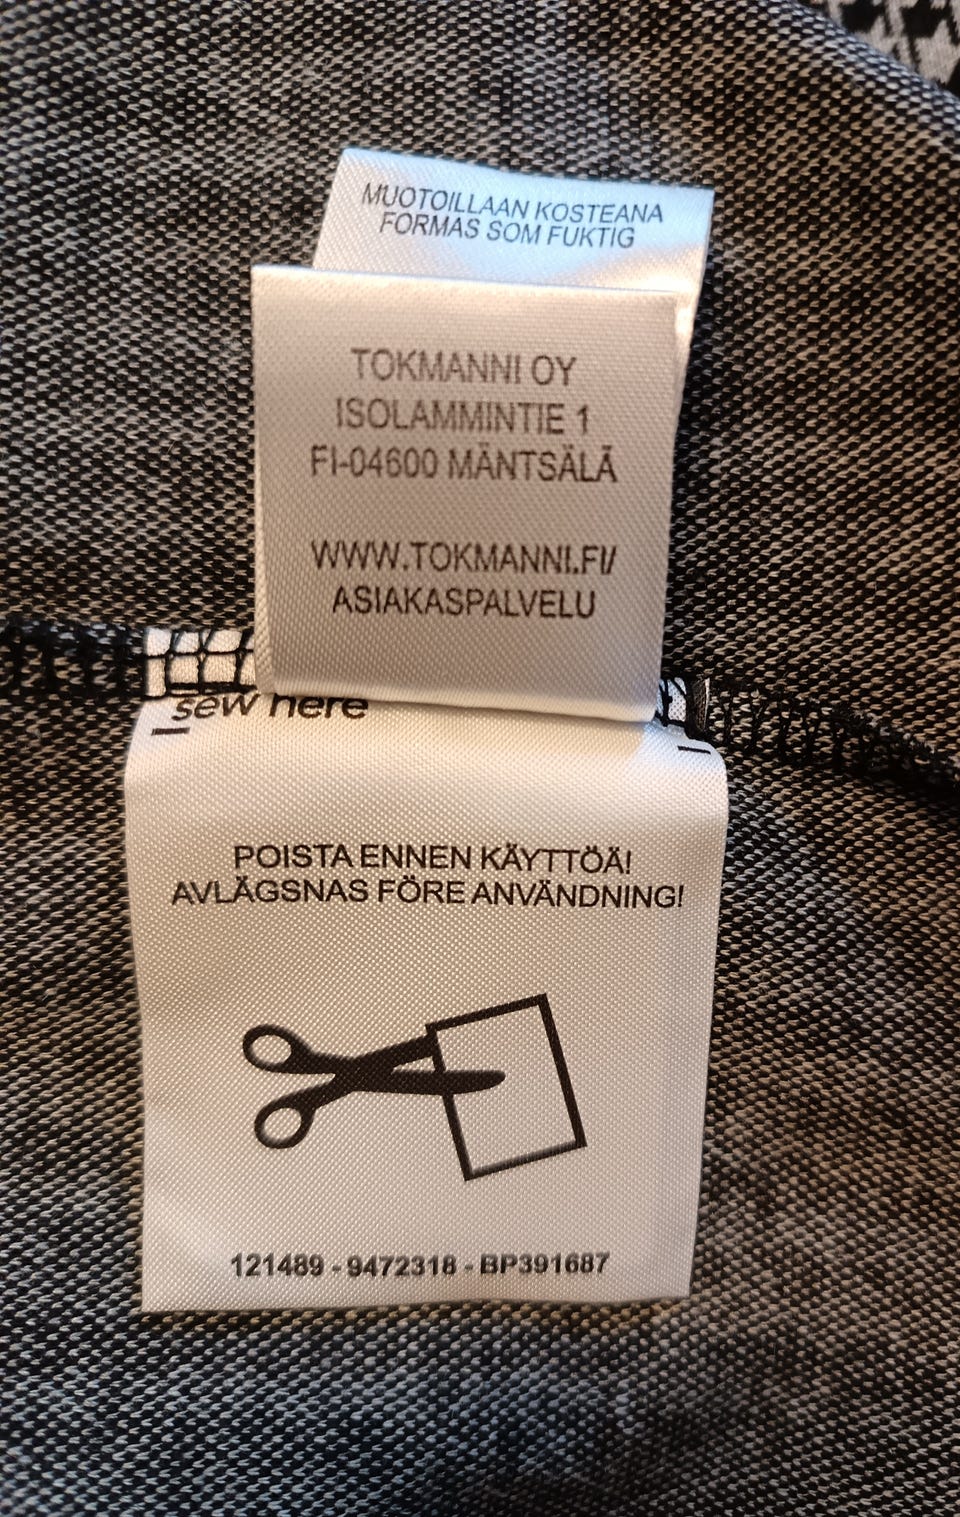 MUOTOILLAAN KOSTEANA
FORMAS SOM FUKTIG
TOKMANNI OY
ISOLAMMINTIE 1
FI-04600 MÄNTSÄLÄ
WWW.TOKMANNI.FI/
ASIAKASPALVELU
sew here
POISTA ENNEN KÄYTTÖÄ!
AVLÄGSNAS FÖRE ANVÄNDNING!
121489 - 9472318 - BP391687